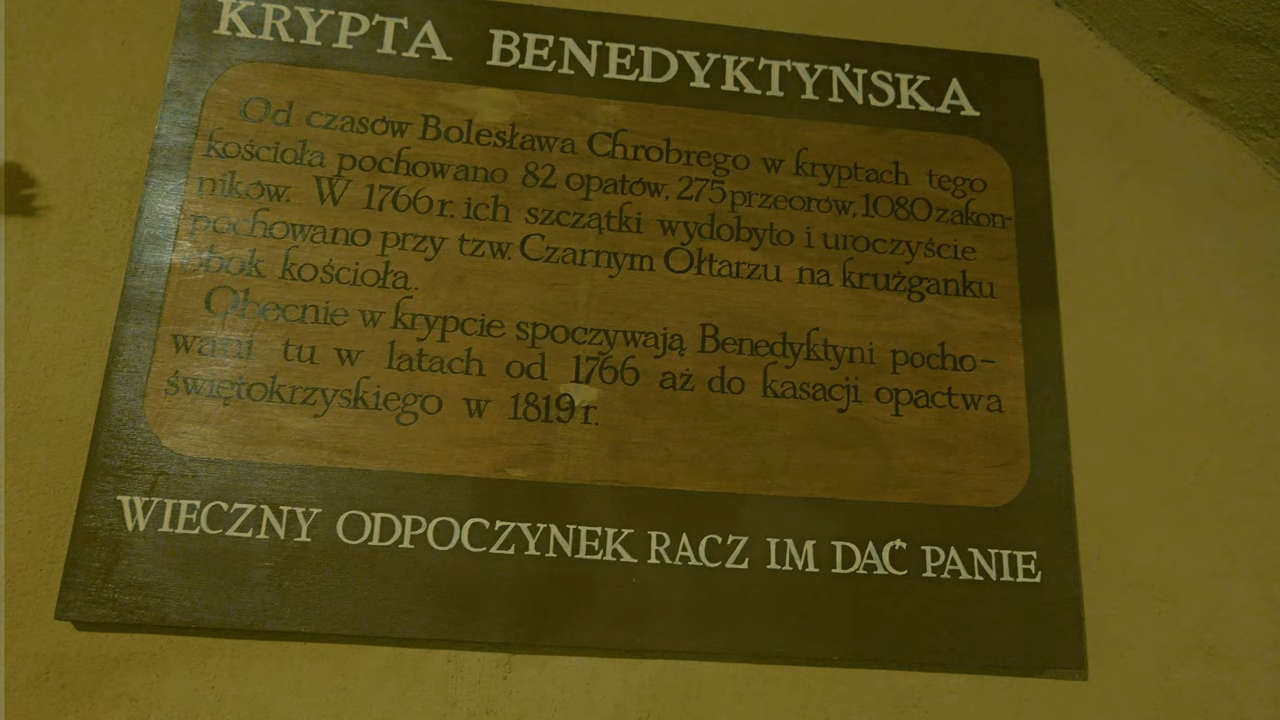 KRYPTA BENEDYKTYŃSKA
Od czasów Bolesława Chrobrego w kryptach tego
kościoła pochowano 82 opatów, 275 przeorów, 1080 zakon-
ników. W 1766 r. ich szczątki wydobyto i uroczyście
pochowano przy tzw. Czarnym Ołtarzu na krużganku
obok kościoła.
Obecnie w krypcie spoczywają Benedyktyni pocho-
wani tu w latach od 1766 aż do kasacji opactwa
świętokrzyskiego w 1819 r.
WIECZNY ODPOCZYNEK RACZ IM DAĆ PANIE